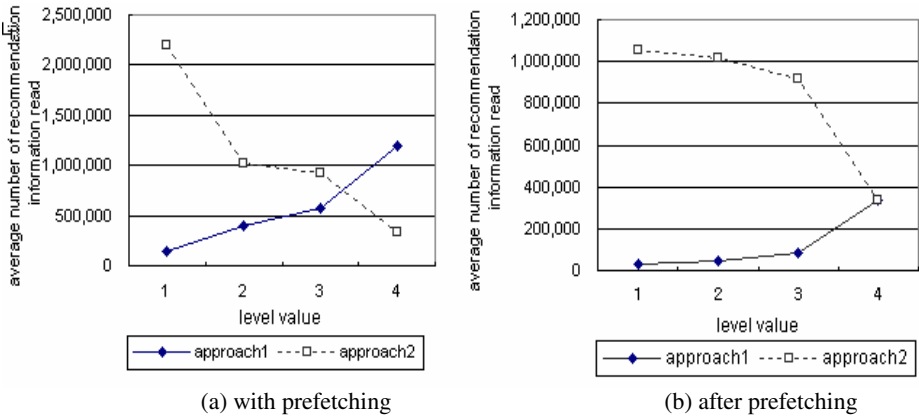 average number of recommendation
information read
2,500,000
2,000,000
1,500,000
1,000,000
500,000
0
1 2 3 4
level value
approach1 approach2
(a) with prefetching
average number of recommendation
information read
1,200,000
1,000,000
800,000
600,000
400,000
200,000
0
1 2 3 4
level value
approach1 approach2
(b) after prefetching